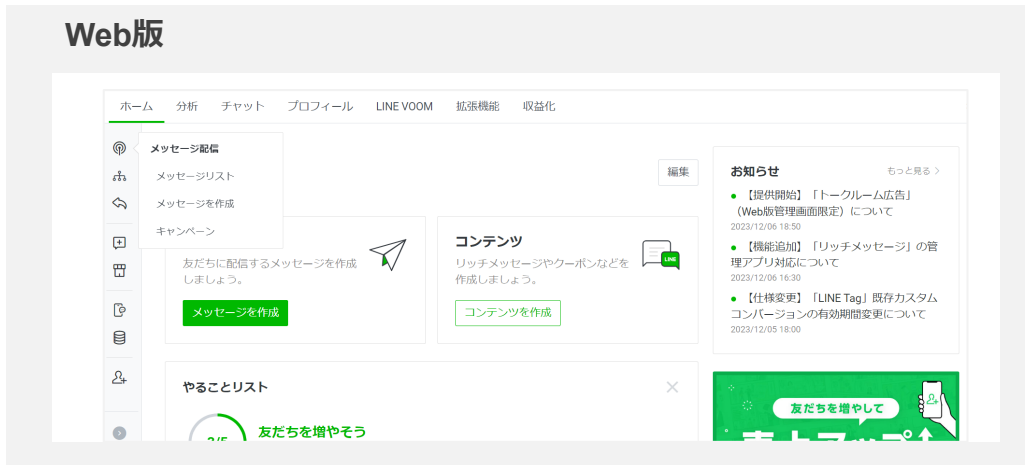 Web版
ホーム 分析 チャット プロフィール LINE VOOM 拡張機能 収益化
メッセージ配信
メッセージリスト
メッセージを作成
キャンペーン
編集
友だちに配信するメッセージを作成
しましょう。
メッセージを作成
コンテンツ
リッチメッセージやクーポンなどを
作成しましょう。
LINE
コンテンツを作成
お知らせ
もっと見る
【提供開始】「トークルーム広告」
（Web版管理画面限定）について
2023/12/06 18:50
【機能追加】「リッチメッセージ」の管
理アプリ対応について
2023/12/06 16:30
【仕様変更】「LINE Tag」既存カスタム
コンバージョンの有効期間変更について
2023/12/05 18:00
やることリスト
友だちを増やそう
友だちを増やして